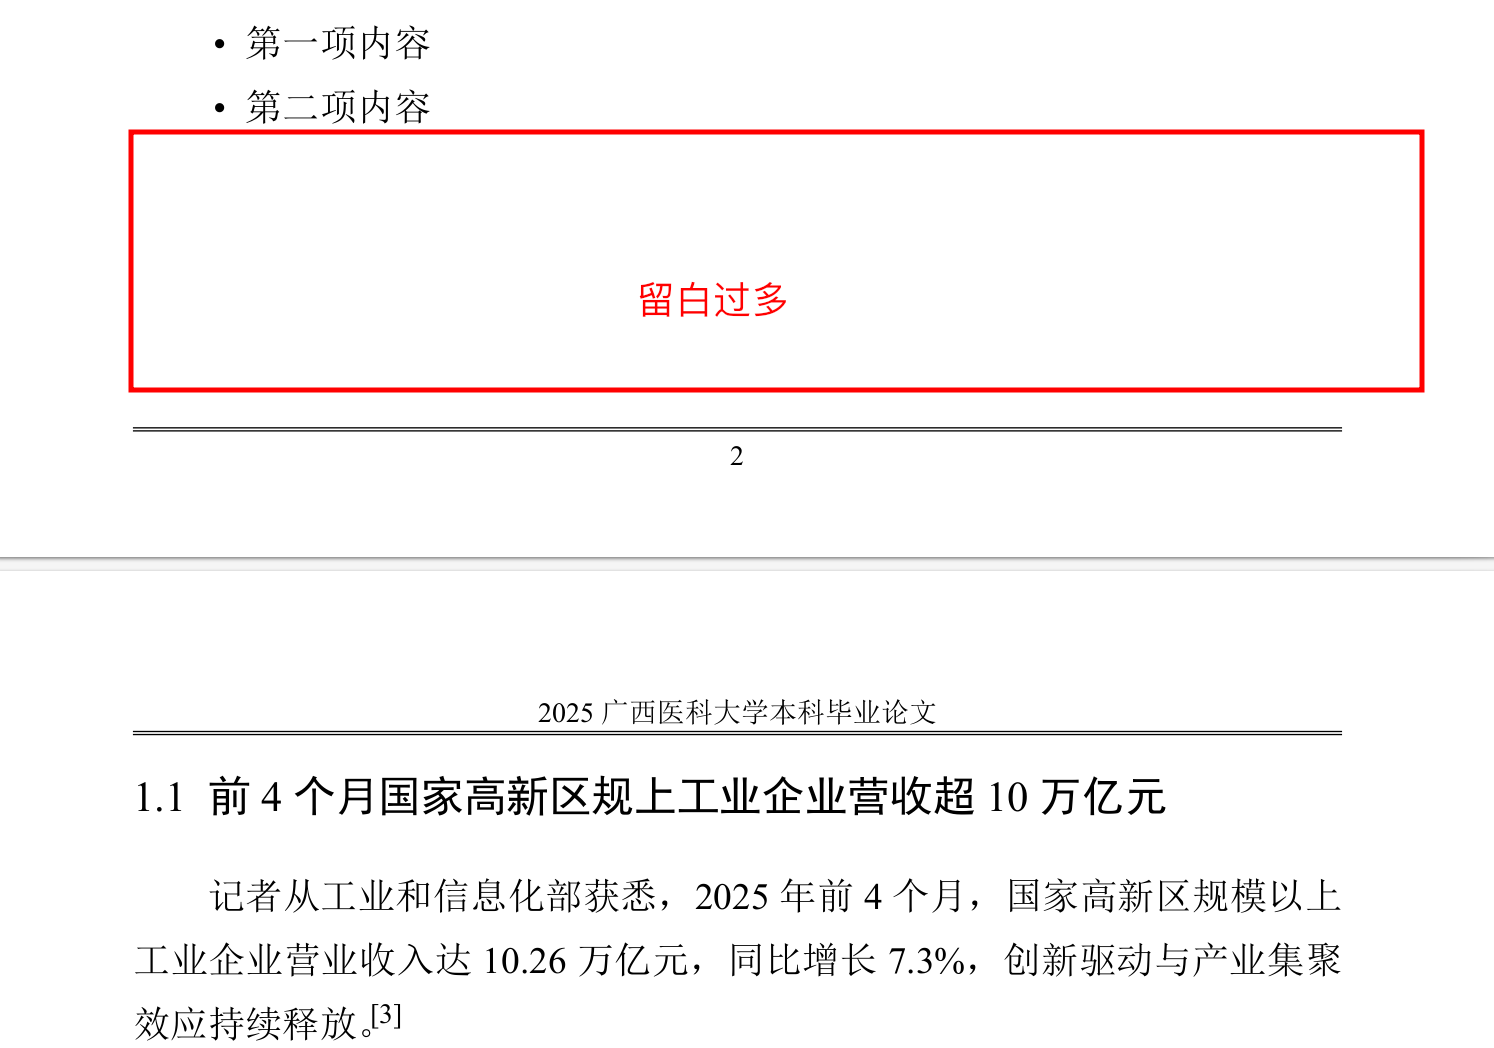 • 第一项内容
• 第二项内容
留白过多
2
2025 广西医科大学本科毕业论文
1.1 前 4 个月国家高新区规上工业企业营收超 10 万亿元
记者从工业和信息化部获悉，2025 年前 4 个月，国家高新区规模以上
工业企业营业收入达 10.26 万亿元，同比增长 7.3%，创新驱动与产业集聚
效应持续释放。[3]